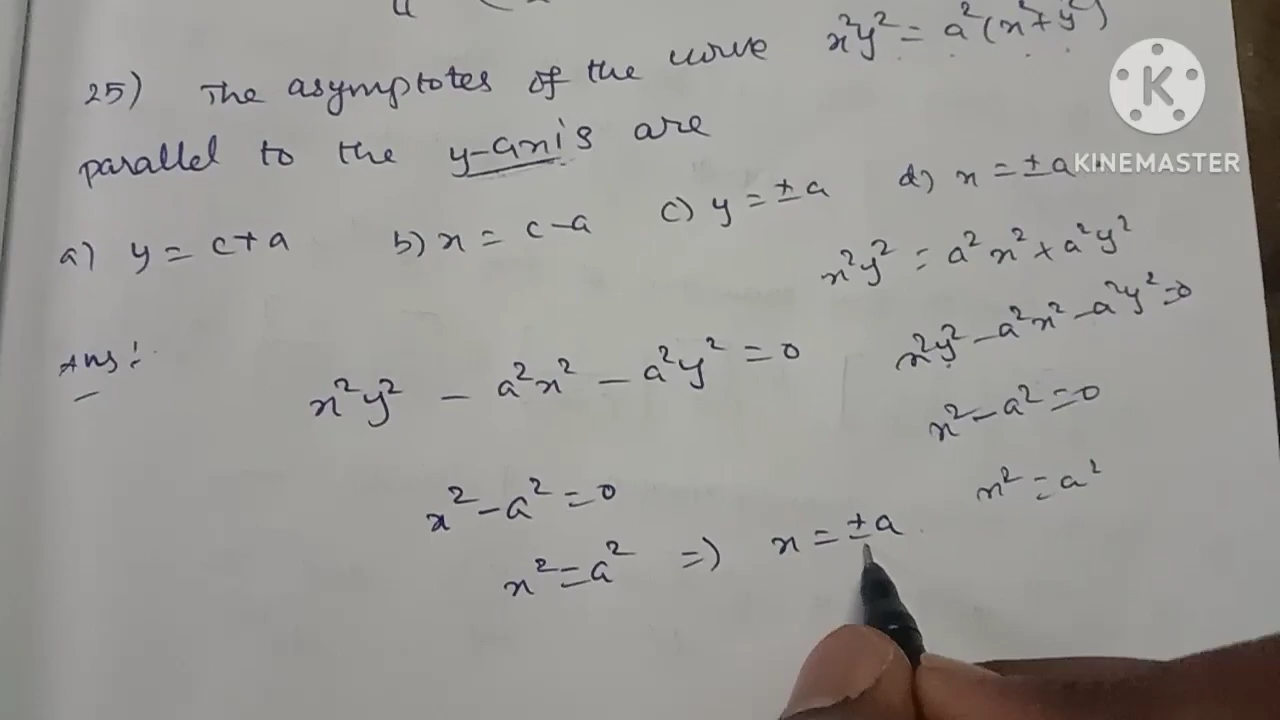 25) The asymptotes of the curve x²y² = a²(x²+y²)
parallel to the y-axis are
a) y = c+a b) x = c-a c) y = ±a d) x = ±a
K
KINEMASTER
x²y² = a²x² + a²y²
x²y² - a²x² - a²y² = 0
x² - a² = 0
x² = a²
Ans:
x²y² - a²x² - a²y² = 0
x² - a² = 0
x² = a² => x = ±a